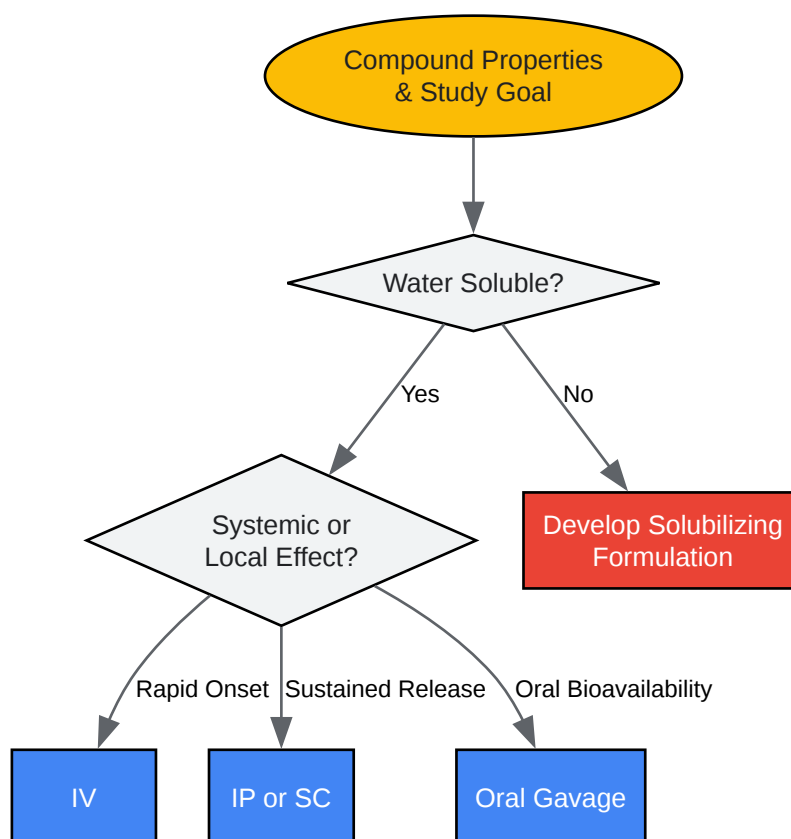 Compound Properties
& Study Goal
Water Soluble?
Yes
No
Systemic or
Local Effect?
Develop Solubilizing
Formulation
Rapid Onset
Sustained Release
Oral Bioavailability
IV
IP or SC
Oral Gavage